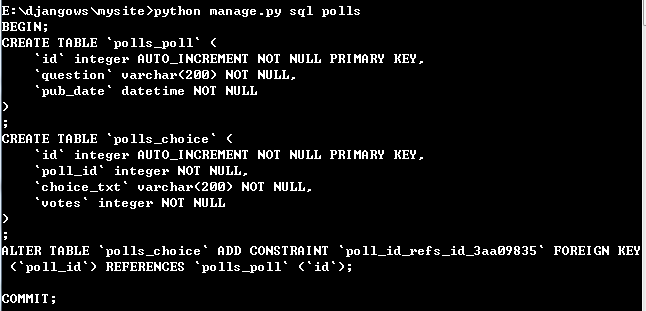 E:\djangows\mysite>python manage.py sql polls
BEGIN;
CREATE TABLE `polls_poll` (
    `id` integer AUTO_INCREMENT NOT NULL PRIMARY KEY,
    `question` varchar(200) NOT NULL,
    `pub_date` datetime NOT NULL
)
;
CREATE TABLE `polls_choice` (
    `id` integer AUTO_INCREMENT NOT NULL PRIMARY KEY,
    `poll_id` integer NOT NULL,
    `choice_txt` varchar(200) NOT NULL,
    `votes` integer NOT NULL
)
;
ALTER TABLE `polls_choice` ADD CONSTRAINT `poll_id_refs_id_3aa09835` FOREIGN KEY
 (`poll_id`) REFERENCES `polls_poll` (`id`);
COMMIT;